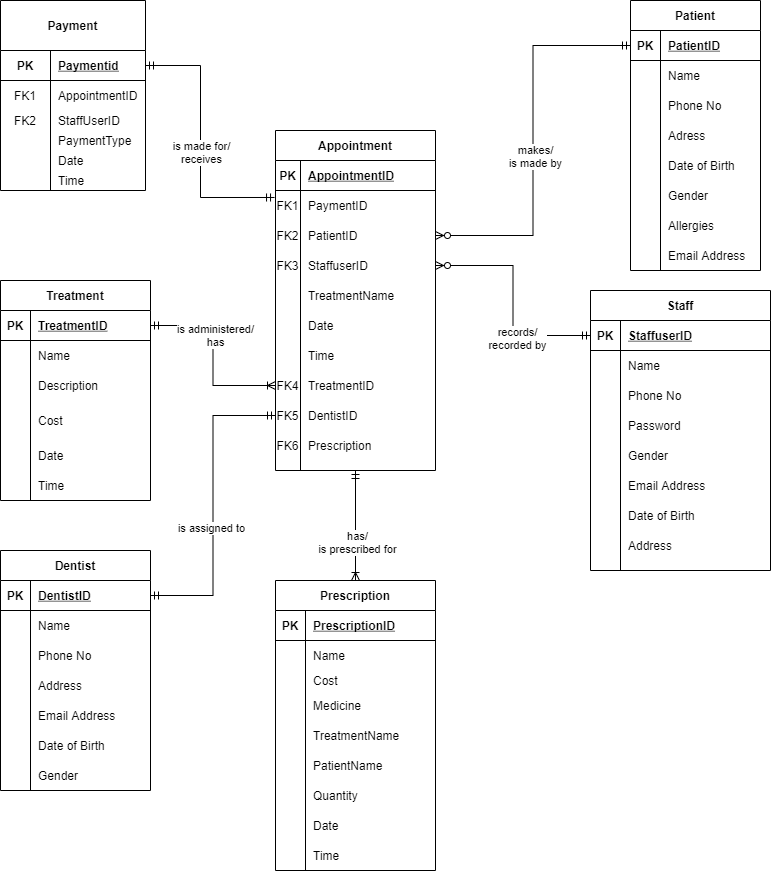 Payment
PK Paymentid
FK1 AppointmentID
FK2 StaffUserID
PaymentType
Date
Time
Patient
PK PatientID
Name
Phone No
Adress
Date of Birth
Gender
Allergies
Email Address
is made for/
receives
makes/
is made by
Appointment
PK AppointmentID
FK1 PaymentID
FK2 PatientID
FK3 StaffuserID
TreatmentName
Date
Time
FK4 TreatmentID
FK5 DentistID
FK6 Prescription
Treatment
PK TreatmentID
Name
Description
Cost
Date
Time
is administered/
has
records/
recorded by
Staff
PK StaffuserID
Name
Phone No
Password
Gender
Email Address
Date of Birth
Address
is assigned to
has/
is prescribed for
Dentist
PK DentistID
Name
Phone No
Address
Email Address
Date of Birth
Gender
Prescription
PK PrescriptionID
Name
Cost
Medicine
TreatmentName
PatientName
Quantity
Date
Time